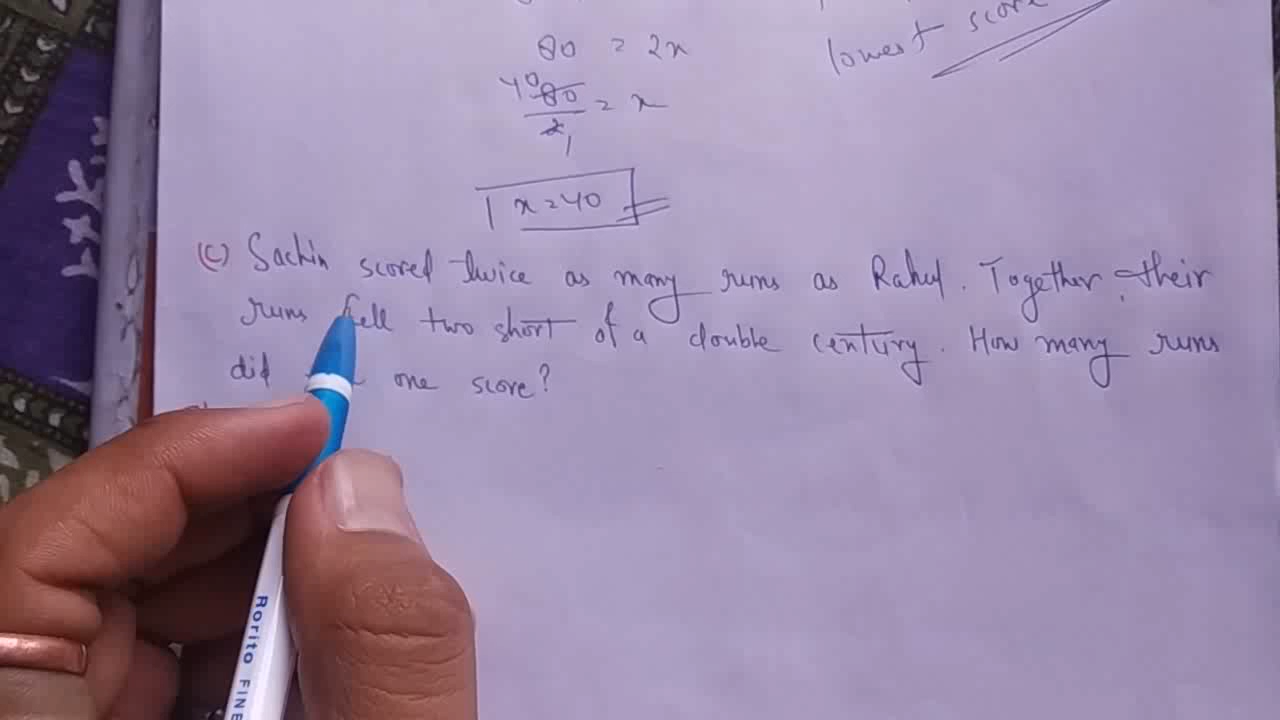 lowest score
80 = 2x
40
80 = x
2 1
x = 40
(c) Sachin scored twice as many runs as Rahul. Together, their
runs fell two short of a double century. How many runs
did one score?
Rorito FINE